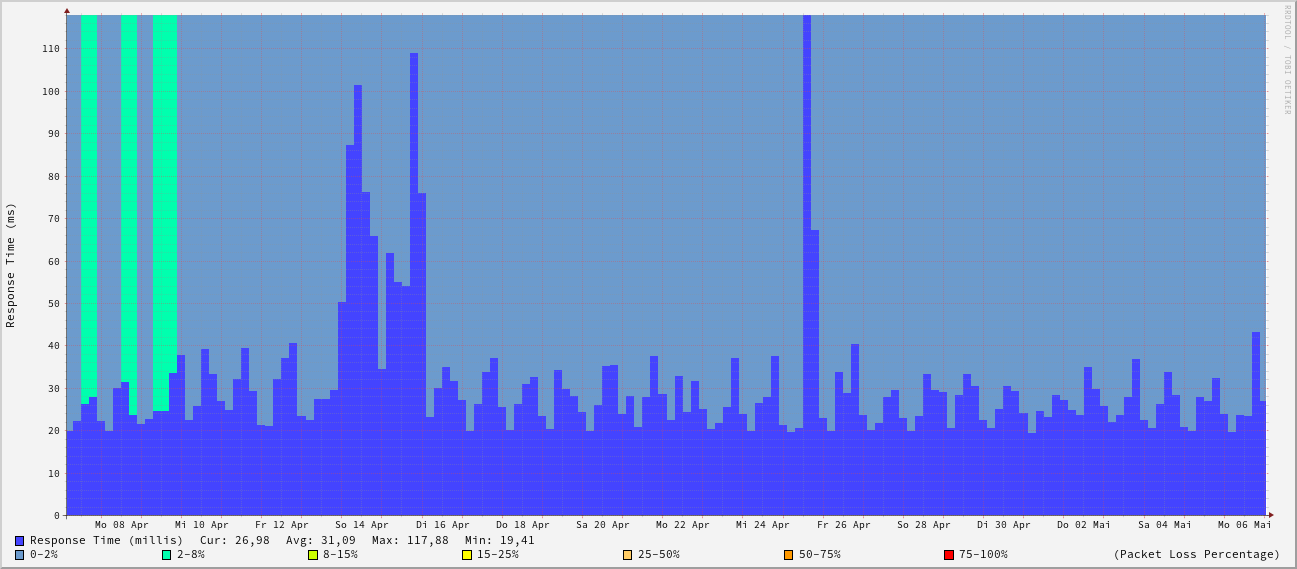 RRDTOOL / TOBI OETIKER
Response Time (ms)
110
100
90
80
70
60
50
40
30
20
10
0
Mo 08 Apr Mi 10 Apr Fr 12 Apr So 14 Apr Di 16 Apr Do 18 Apr Sa 20 Apr Mo 22 Apr Mi 24 Apr Fr 26 Apr So 28 Apr Di 30 Apr Do 02 Mai Sa 04 Mai Mo 06 Mai
Response Time (millis) Cur: 26,98 Avg: 31,09 Max: 117,88 Min: 19,41
0-2% 2-8% 8-15% 15-25% 25-50% 50-75% 75-100% (Packet Loss Percentage)